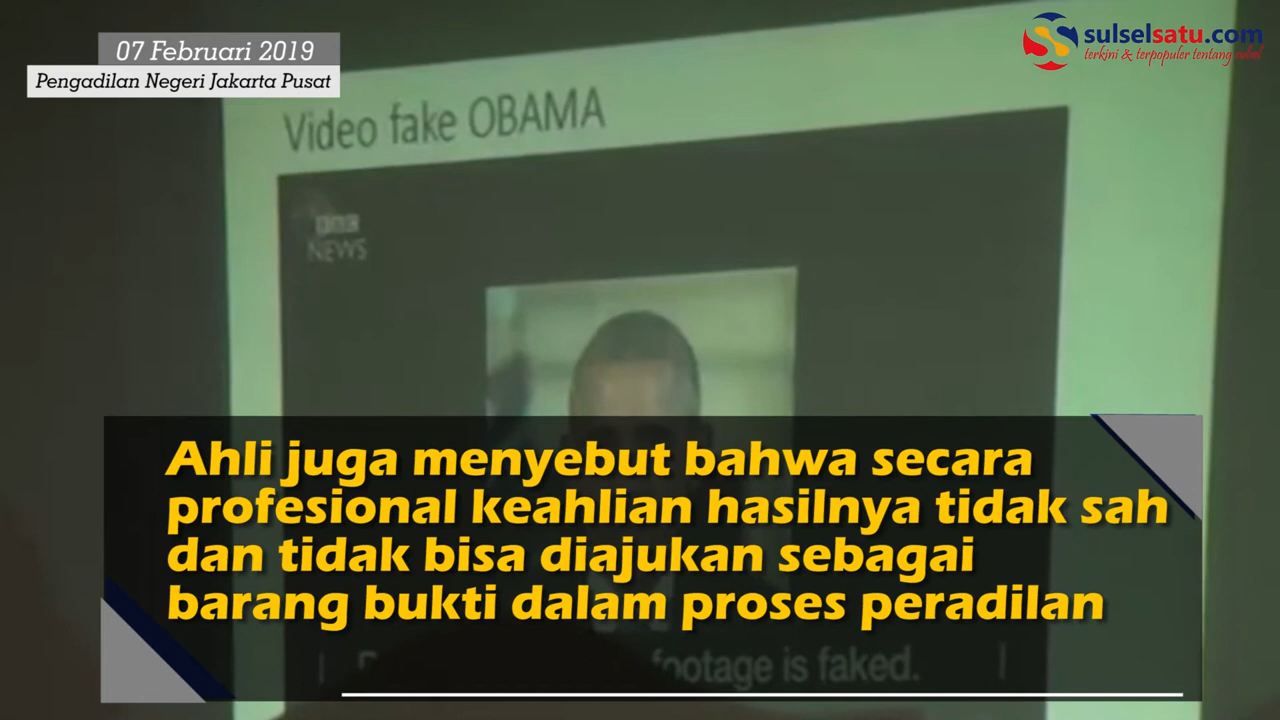 07 Februari 2019
Pengadilan Negeri Jakarta Pusat
sulselsatu.com
terkini & terpopuler tentang sulsel
Video fake OBAMA
BBC
NEWS
Ahli juga menyebut bahwa secara
profesional keahlian hasilnya tidak sah
dan tidak bisa diajukan sebagai
barang bukti dalam proses peradilan
footage is faked.